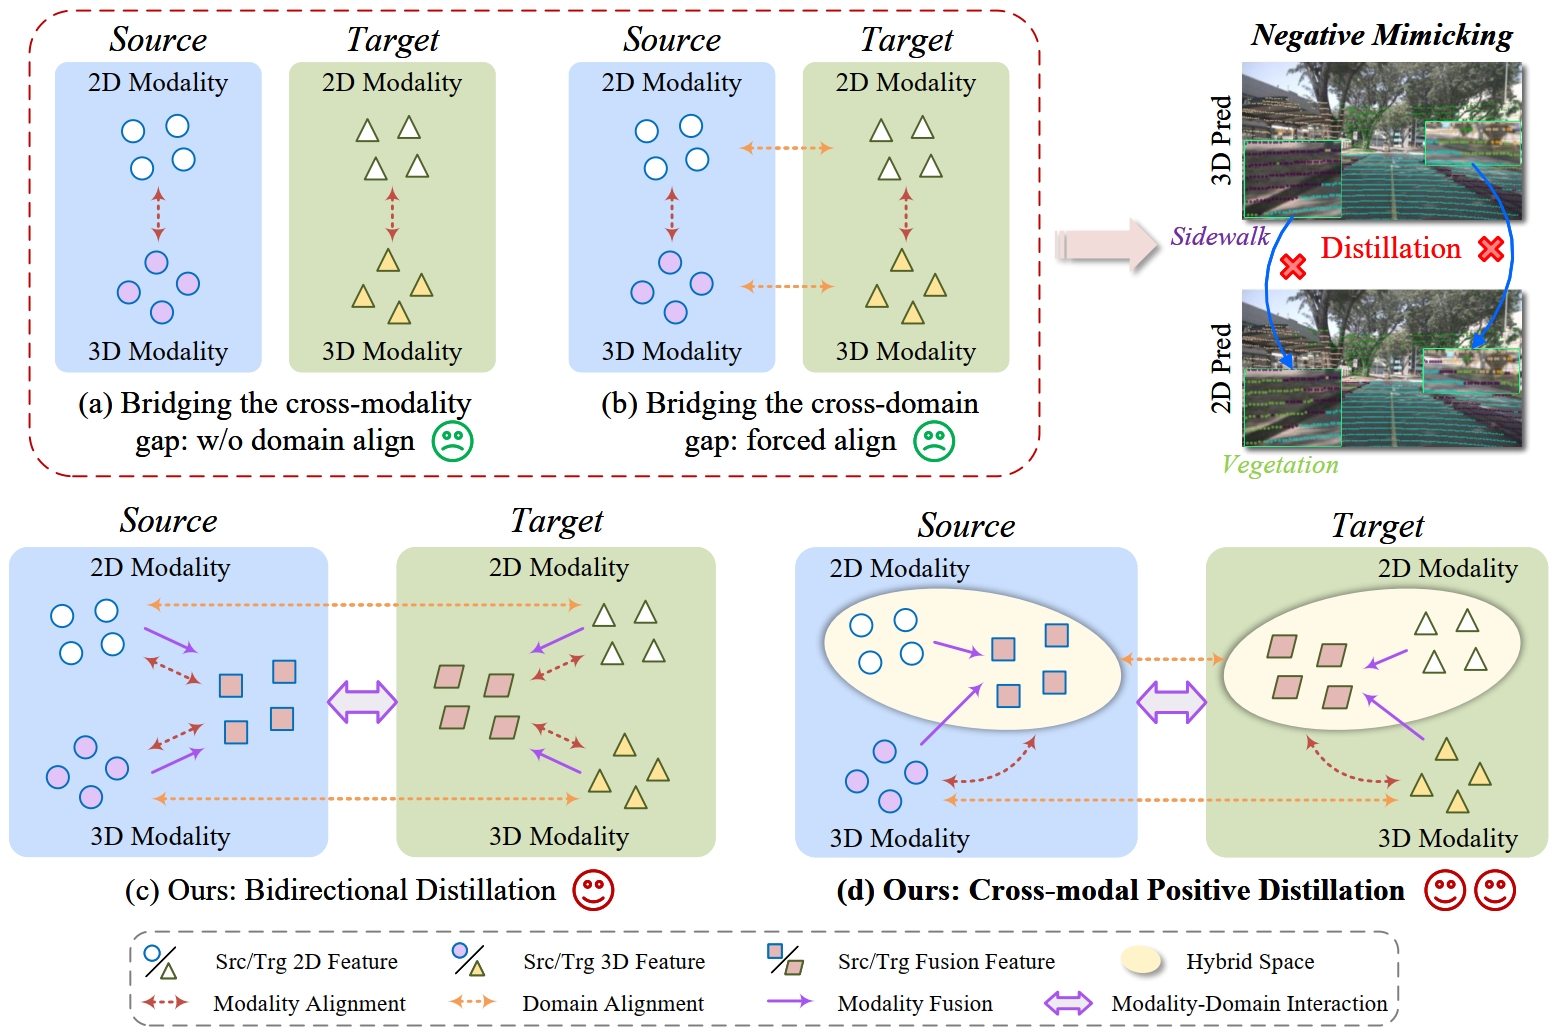 Source
Target
2D Modality
2D Modality
3D Modality
3D Modality
(a) Bridging the cross-modality
gap: w/o domain align
Source
Target
2D Modality
2D Modality
3D Modality
3D Modality
(b) Bridging the cross-domain
gap: forced align
Negative Mimicking
3D Pred
Sidewalk
Distillation
2D Pred
Vegetation
Source
Target
2D Modality
2D Modality
3D Modality
3D Modality
(c) Ours: Bidirectional Distillation
Source
Target
2D Modality
2D Modality
3D Modality
3D Modality
(d) Ours: Cross-modal Positive Distillation
Src/Trg 2D Feature
Src/Trg 3D Feature
Src/Trg Fusion Feature
Hybrid Space
Modality Alignment
Domain Alignment
Modality Fusion
Modality-Domain Interaction